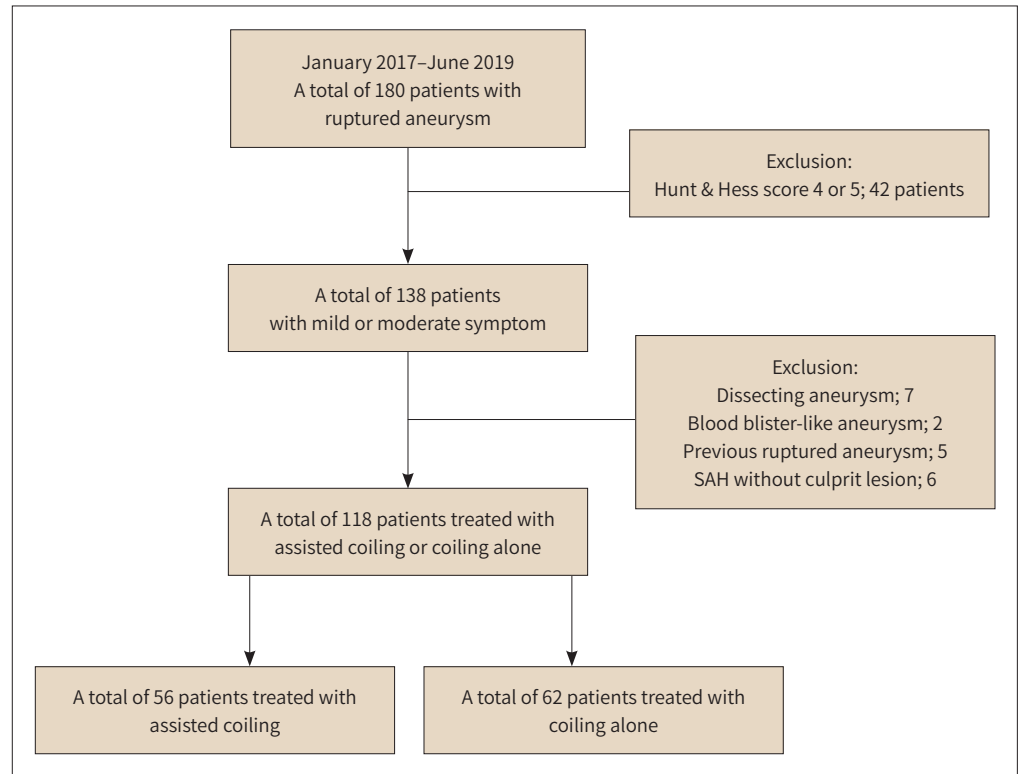 January 2017–June 2019
A total of 180 patients with
ruptured aneurysm
Exclusion:
Hunt & Hess score 4 or 5; 42 patients
A total of 138 patients
with mild or moderate symptom
Exclusion:
Dissecting aneurysm; 7
Blood blister-like aneurysm; 2
Previous ruptured aneurysm; 5
SAH without culprit lesion; 6
A total of 118 patients treated with
assisted coiling or coiling alone
A total of 56 patients treated with
assisted coiling
A total of 62 patients treated with
coiling alone